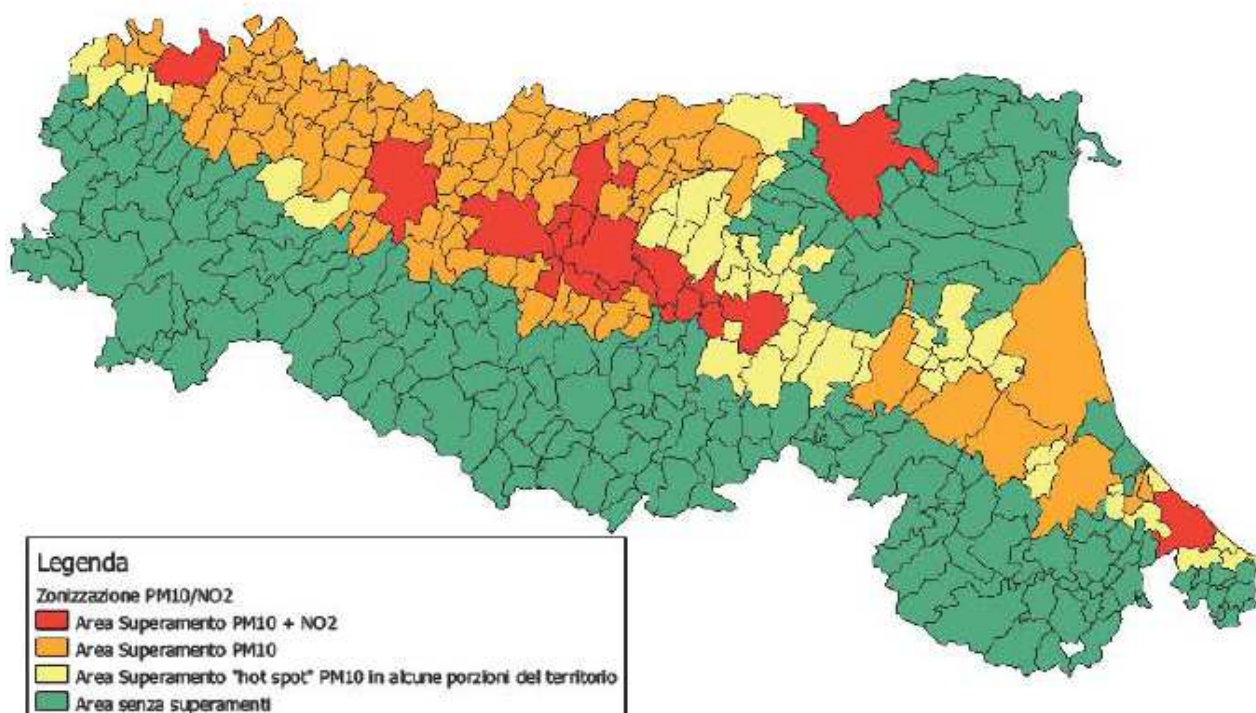 Legenda
Zonizzazione PM10/NO2
Area Superamento PM10 + NO2
Area Superamento PM10
Area Superamento "hot spot" PM10 in alcune porzioni del territorio
Area senza superamenti